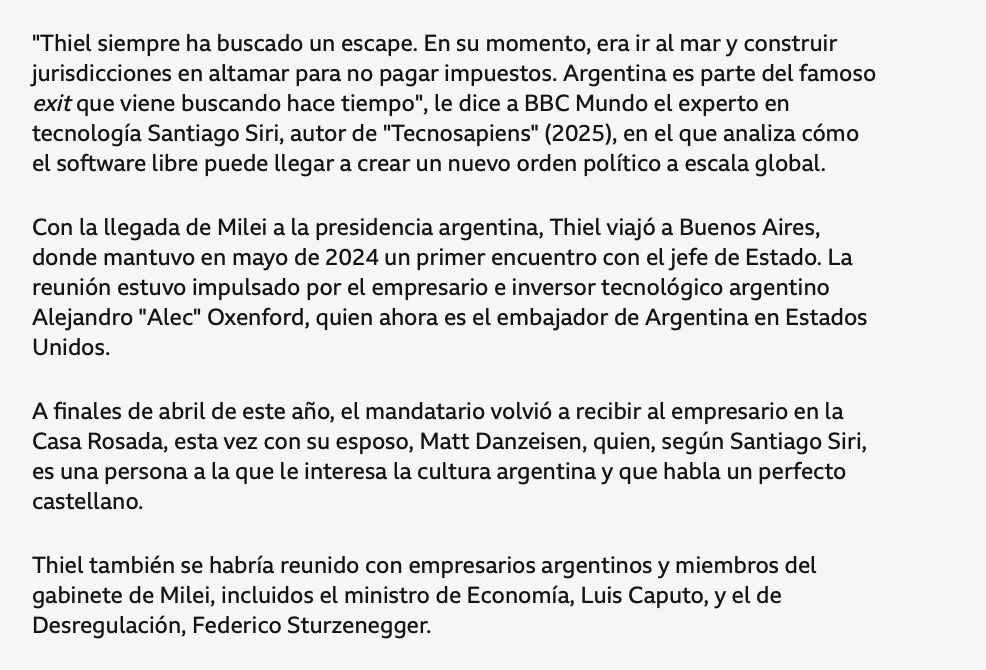 "Thiel siempre ha buscado un escape. En su momento, era ir al mar y construir
jurisdicciones en altamar para no pagar impuestos. Argentina es parte del famoso
exit que viene buscando hace tiempo", le dice a BBC Mundo el experto en
tecnología Santiago Siri, autor de "Tecnosapiens" (2025), en el que analiza cómo
el software libre puede llegar a crear un nuevo orden político a escala global.
Con la llegada de Milei a la presidencia argentina, Thiel viajó a Buenos Aires,
donde mantuvo en mayo de 2024 un primer encuentro con el jefe de Estado. La
reunión estuvo impulsado por el empresario e inversor tecnológico argentino
Alejandro "Alec" Oxenford, quien ahora es el embajador de Argentina en Estados
Unidos.
A finales de abril de este año, el mandatario volvió a recibir al empresario en la
Casa Rosada, esta vez con su esposo, Matt Danzeisen, quien, según Santiago Siri,
es una persona a la que le interesa la cultura argentina y que habla un perfecto
castellano.
Thiel también se habría reunido con empresarios argentinos y miembros del
gabinete de Milei, incluidos el ministro de Economía, Luis Caputo, y el de
Desregulación, Federico Sturzenegger.